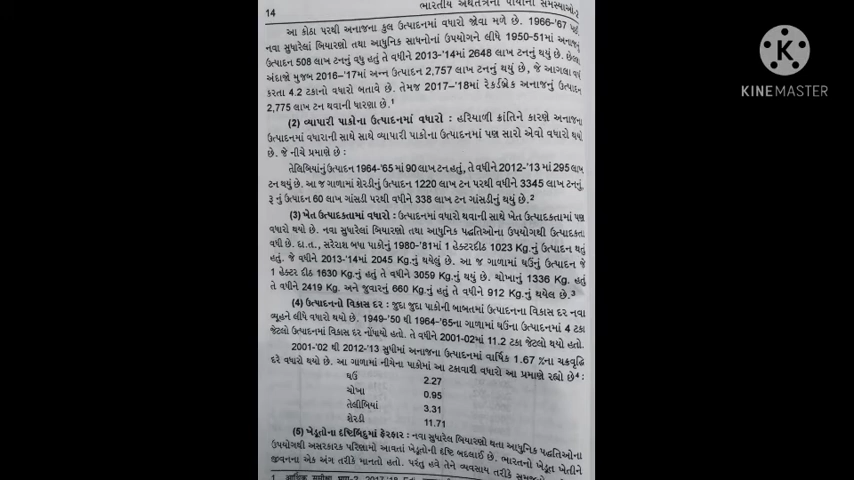 14
ભારતીય અર્થતંત્રની પાયાની સમસ્યાઓ-૨
આ કોઠા પરથી અનાજના કુલ ઉત્પાદનમાં વધારો જોવા મળે છે. 1966-'67 પછી
નવા સુધારેલાં બિયારણો તથા આધુનિક સાધનોનાં ઉપયોગને લીધે 1950-51માં અનાજનું
ઉત્પાદન 508 લાખ ટનનું વધુ હતું તે વધીને 2013-'14માં 2648 લાખ ટનનું થયું છે. છેલ્લા
અંદાજો મુજબ 2016-'17માં અન્ન ઉત્પાદન 2,757 લાખ ટનનું થયું છે, જે આગલા વર્ષ
કરતા 4.2 ટકાનો વધારો બતાવે છે. તેમજ 2017-'18માં રેકર્ડબ્રેક અનાજનું ઉત્પાદન
2,775 લાખ ટન થવાની ધારણા છે.1
(2) વ્યાપારી પાકોના ઉત્પાદનમાં વધારો : હરિયાળી ક્રાંતિને કારણે અનાજના
ઉત્પાદનમાં વધારાની સાથે સાથે વ્યાપારી પાકોના ઉત્પાદનમાં પણ સારો એવો વધારો થયો
છે. જે નીચે પ્રમાણે છે :
તેલિબિયાંનું ઉત્પાદન 1964-'65માં 90 લાખ ટન હતું, તે વધીને 2012-'13 માં 295 લાખ
ટન થયું છે. આ જ ગાળામાં શેરડીનું ઉત્પાદન 1220 લાખ ટન પરથી વધીને 3345 લાખ ટનનું,
રૂ નું ઉત્પાદન 60 લાખ ગાંસડી પરથી વધીને 338 લાખ ટન ગાંસડીનું થયું છે.2
(3) ખેત ઉત્પાદકતામાં વધારો : ઉત્પાદનમાં વધારો થવાની સાથે ખેત ઉત્પાદકતામાં પણ
વધારો થયો છે. નવા સુધારેલાં બિયારણો તથા આધુનિક પદ્ધતિઓના ઉપયોગથી ઉત્પાદકતા
વધી છે. દા.ત., સરેરાશ બધા પાકોનું 1980-'81માં 1 હેક્ટરદીઠ 1023 Kg.નું ઉત્પાદન થતું
હતું. જે વધીને 2013-'14માં 2045 Kg.નું થયેલું છે. આ જ ગાળામાં ઘઉંનું ઉત્પાદન જે
1 હેક્ટર દીઠ 1630 Kg.નું હતું તે વધીને 3059 Kg.નું થયું છે. ચોખાનું 1336 Kg. હતું
તે વધીને 2419 Kg. અને જુવારનું 660 Kg.નું હતું તે વધીને 912 Kg.નું થયેલ છે.3
(4) ઉત્પાદનનો વિકાસ દર : જુદા જુદા પાકોની બાબતમાં ઉત્પાદનના વિકાસ દર નવા
વ્યૂહને લીધે વધારો થયો છે. 1949-'50 થી 1964-'65ના ગાળામાં ઘઉંના ઉત્પાદનમાં 4 ટકા
જેટલો ઉત્પાદનમાં વિકાસ દર નોંધાયો હતો. તે વધીને 2001-02માં 11.2 ટકા જેટલો થયો હતો.
2001-'02 થી 2012-'13 સુધીમાં અનાજના ઉત્પાદનમાં વાર્ષિક 1.67 %ના ચક્રવૃદ્ધિ
દરે વધારો થયો છે. આ ગાળામાં નીચેના પાકોમાં આ ટકાવારી વધારો આ પ્રમાણે રહ્યો છે4 :
ઘઉં 2.27
ચોખા 0.95
તેલીબિયાં 3.31
શેરડી 11.71
(5) ખેડૂતોના દષ્ટિબિંદુમાં ફેરફાર : નવા સુધારેલ બિયારણો થતા આધુનિક પદ્ધતિઓના
ઉપયોગથી અસરકારક પરિણામો આવતાં ખેડૂતોની દષ્ટિ બદલાઈ છે. ભારતનો ખેડૂત ખેતીને
જીવનના એક અંગ તરીકે માનતો હતો. પરંતુ હવે તેને વ્યવસાય તરીકે
KINEMASTER